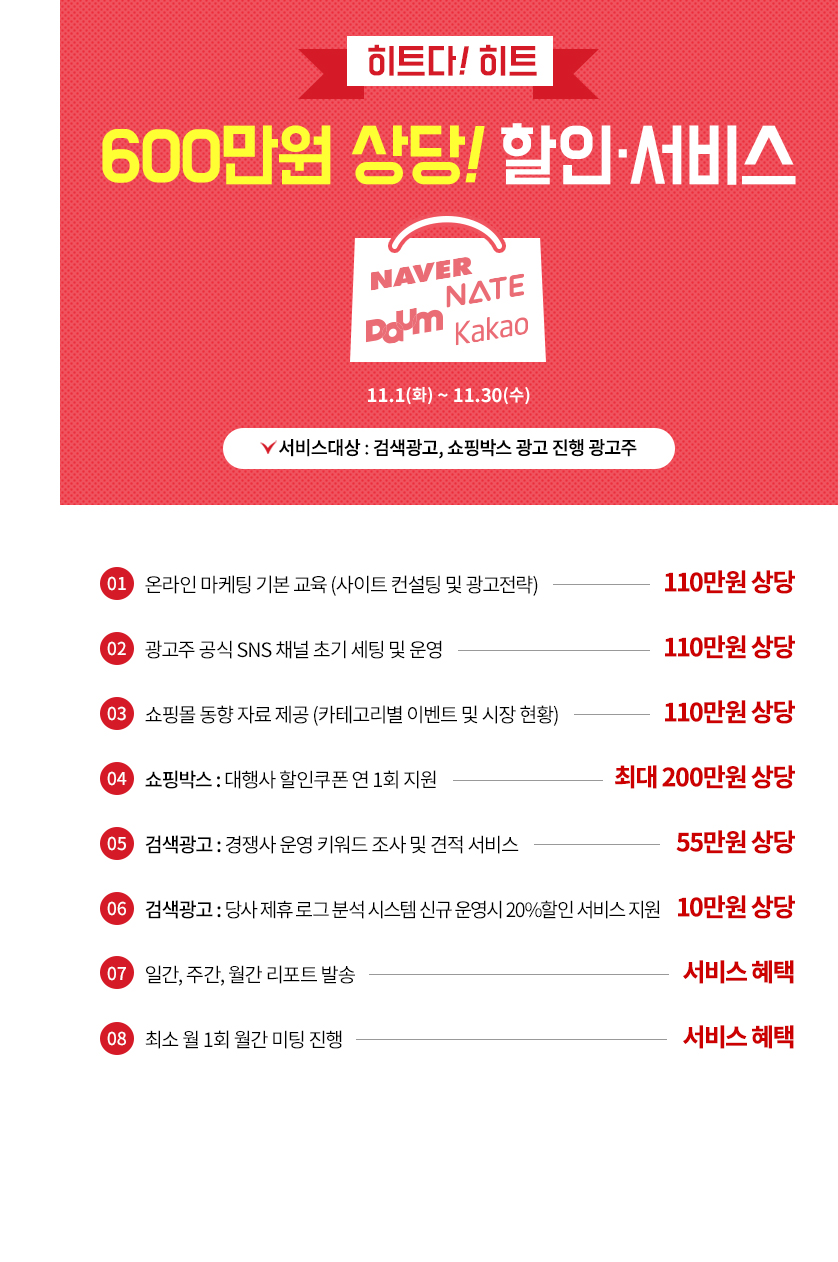 히트다! 히트
600만원 상당! 할인·서비스
NAVER
NATE
Daum
Kakao
11.1(화) ~ 11.30(수)
서비스대상 : 검색광고, 쇼핑박스 광고 진행 광고주
01 온라인 마케팅 기본 교육 (사이트 컨설팅 및 광고전략) 110만원 상당
02 광고주 공식 SNS 채널 초기 세팅 및 운영 110만원 상당
03 쇼핑몰 동향 자료 제공 (카테고리별 이벤트 및 시장 현황) 110만원 상당
04 쇼핑박스 : 대행사 할인쿠폰 연 1회 지원 최대 200만원 상당
05 검색광고 : 경쟁사 운영 키워드 조사 및 견적 서비스 55만원 상당
06 검색광고 : 당사 제휴 로그 분석 시스템 신규 운영시 20%할인 서비스 지원 10만원 상당
07 일간, 주간, 월간 리포트 발송 서비스 혜택
08 최소 월 1회 월간 미팅 진행 서비스 혜택